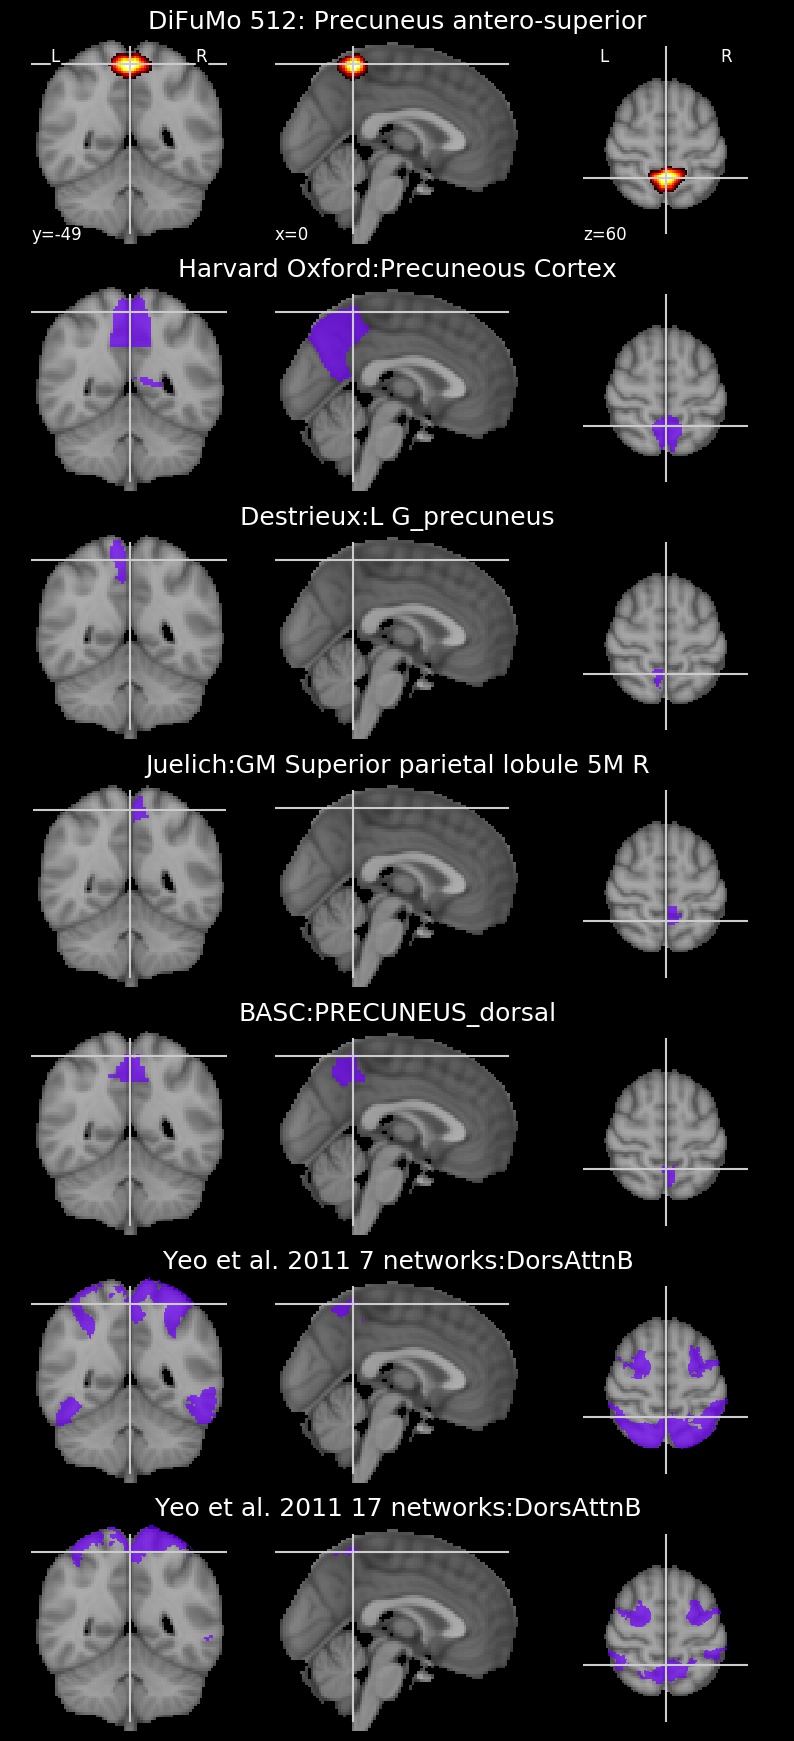 DiFuMo 512: Precuneus antero-superior
L R L R
y=-49 x=0 z=60
Harvard Oxford:Precuneous Cortex
Destrieux:L G_precuneus
Juelich:GM Superior parietal lobule 5M R
BASC:PRECUNEUS_dorsal
Yeo et al. 2011 7 networks:DorsAttnB
Yeo et al. 2011 17 networks:DorsAttnB